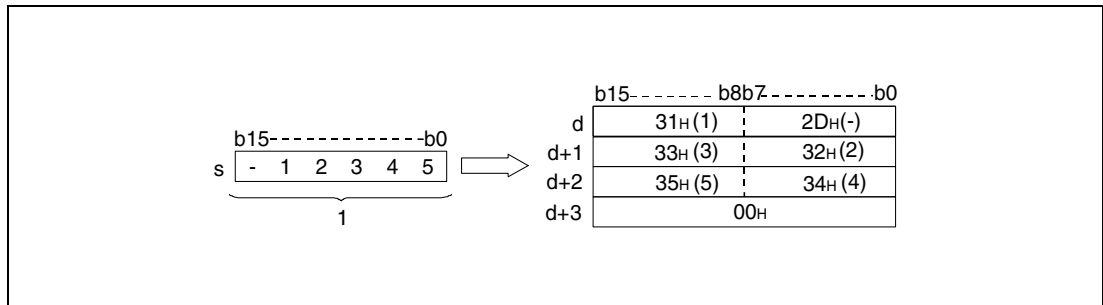 b15- - - - - - - b8b7- - - - - - - - - - -b0
d 31H (1) 2DH (-)
b15- - - - - - - - - - - - - -b0
s - 1 2 3 4 5
d+1 33H (3) 32H (2)
d+2 35H (5) 34H (4)
d+3 00H
1